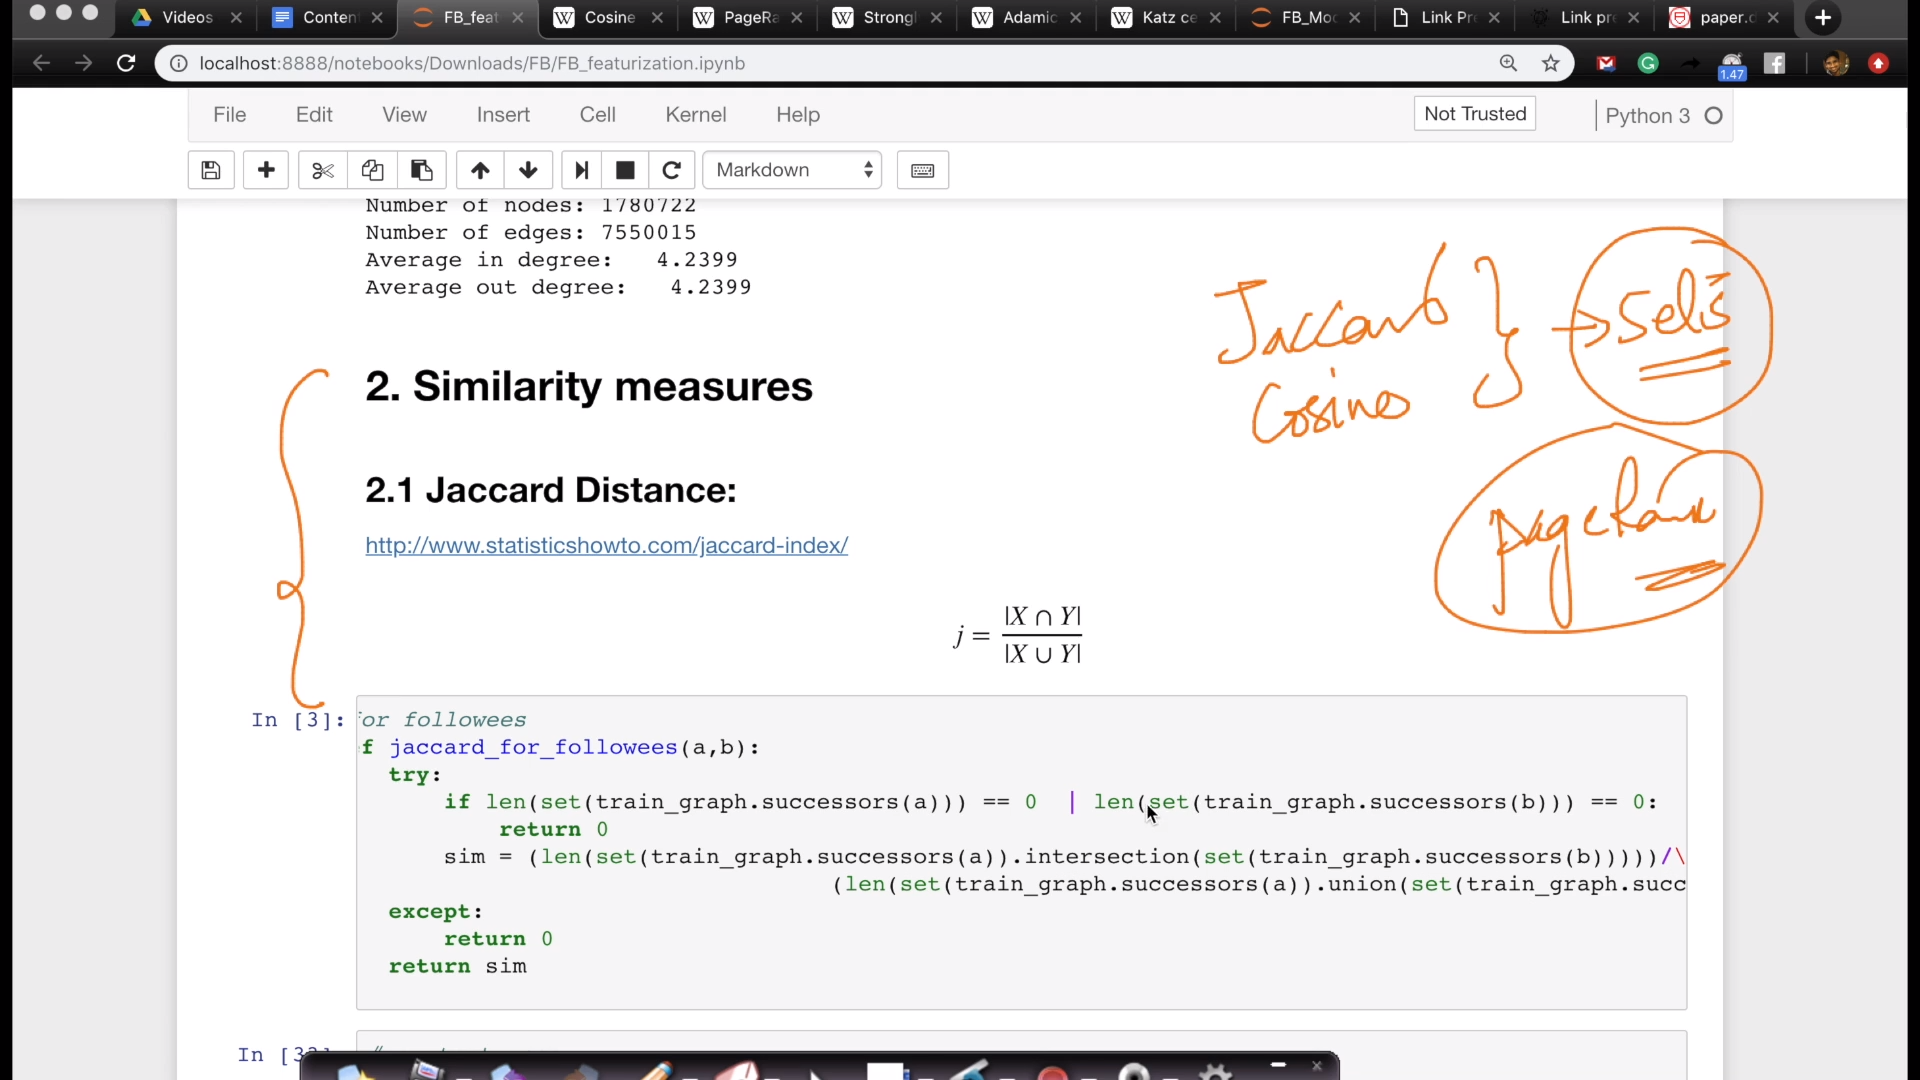 Videos
Conten
FB_feat
Cosine
PageRa
Strongl
Adamic
Katz ce
FB_Moc
Link Pr
Link pre
paper.c
localhost:8888/notebooks/Downloads/FB/FB_featurization.ipynb
1.47
File Edit View Insert Cell Kernel Help
Not Trusted
Python 3
Markdown
Number of nodes: 1780722
Number of edges: 7550015
Average in degree: 4.2399
Average out degree: 4.2399
Jaccard
Cosine
Sets
pageRank
2. Similarity measures
2.1 Jaccard Distance:
http://www.statisticshowto.com/jaccard-index/
j = |X ∩ Y|
|X ∪ Y|
In [3]:
or followees
f jaccard_for_followees(a,b):
try:
if len(set(train_graph.successors(a))) == 0 | len(set(train_graph.successors(b))) == 0:
return 0
sim = (len(set(train_graph.successors(a)).intersection(set(train_graph.successors(b)))))/\
(len(set(train_graph.successors(a)).union(set(train_graph.succ
except:
return 0
return sim
In [3